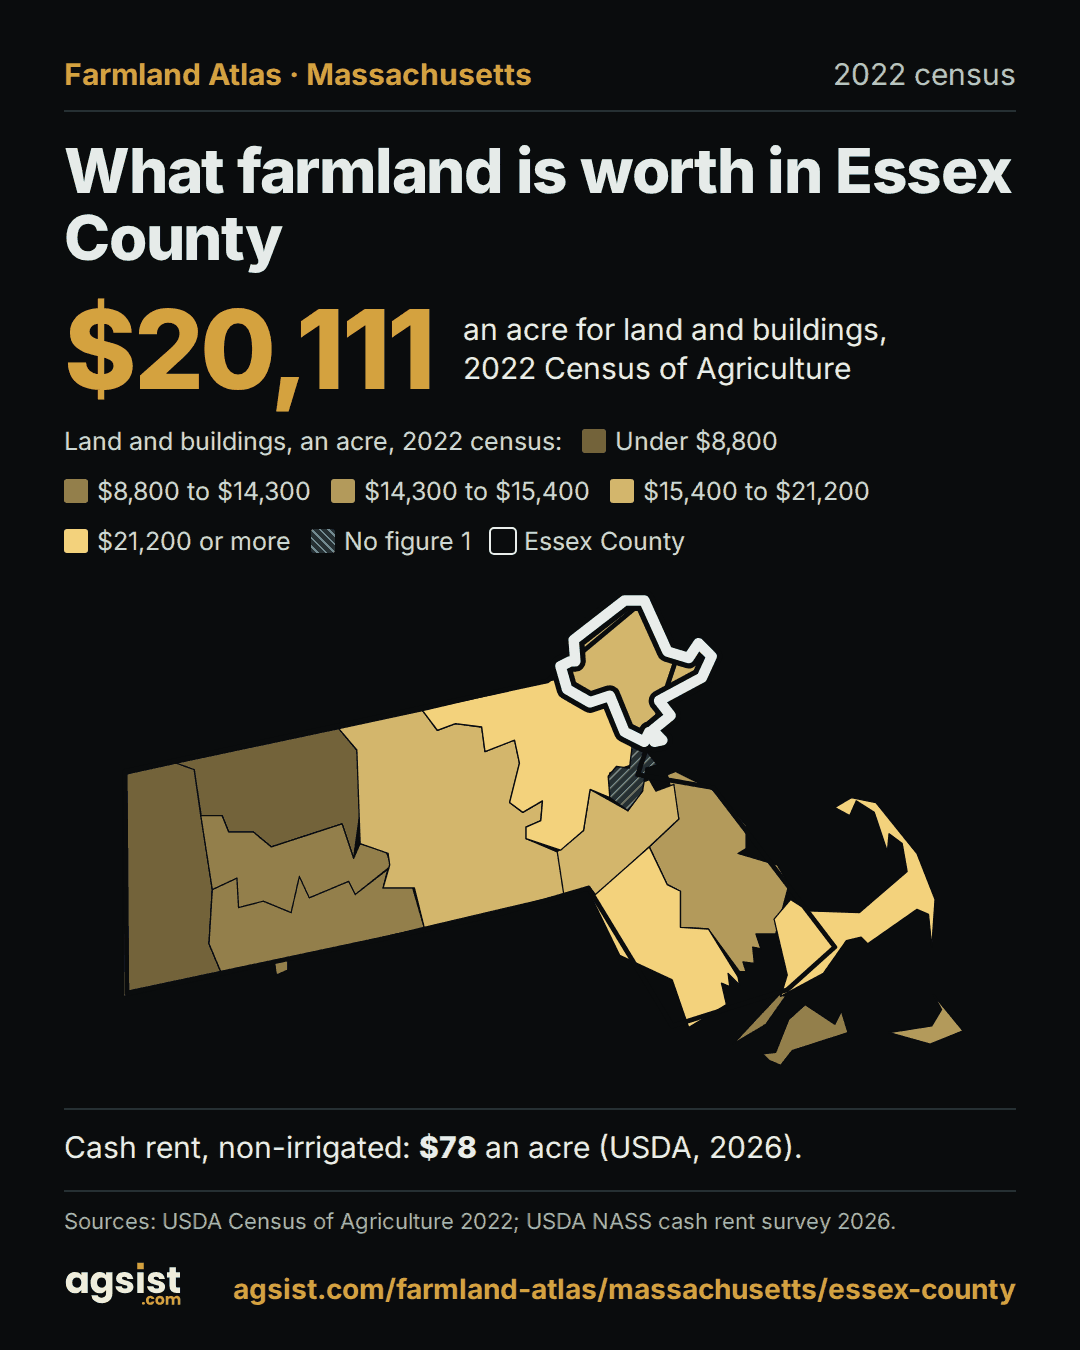 Farmland Atlas · Massachusetts
2022 census
What farmland is worth in Essex
County
$20,111
an acre for land and buildings,
2022 Census of Agriculture
Land and buildings, an acre, 2022 census: Under $8,800
$8,800 to $14,300 $14,300 to $15,400 $15,400 to $21,200
$21,200 or more No figure 1 Essex County
Cash rent, non-irrigated: $78 an acre (USDA, 2026).
Sources: USDA Census of Agriculture 2022; USDA NASS cash rent survey 2026.
agsist
.com
agsist.com/farmland-atlas/massachusetts/essex-county